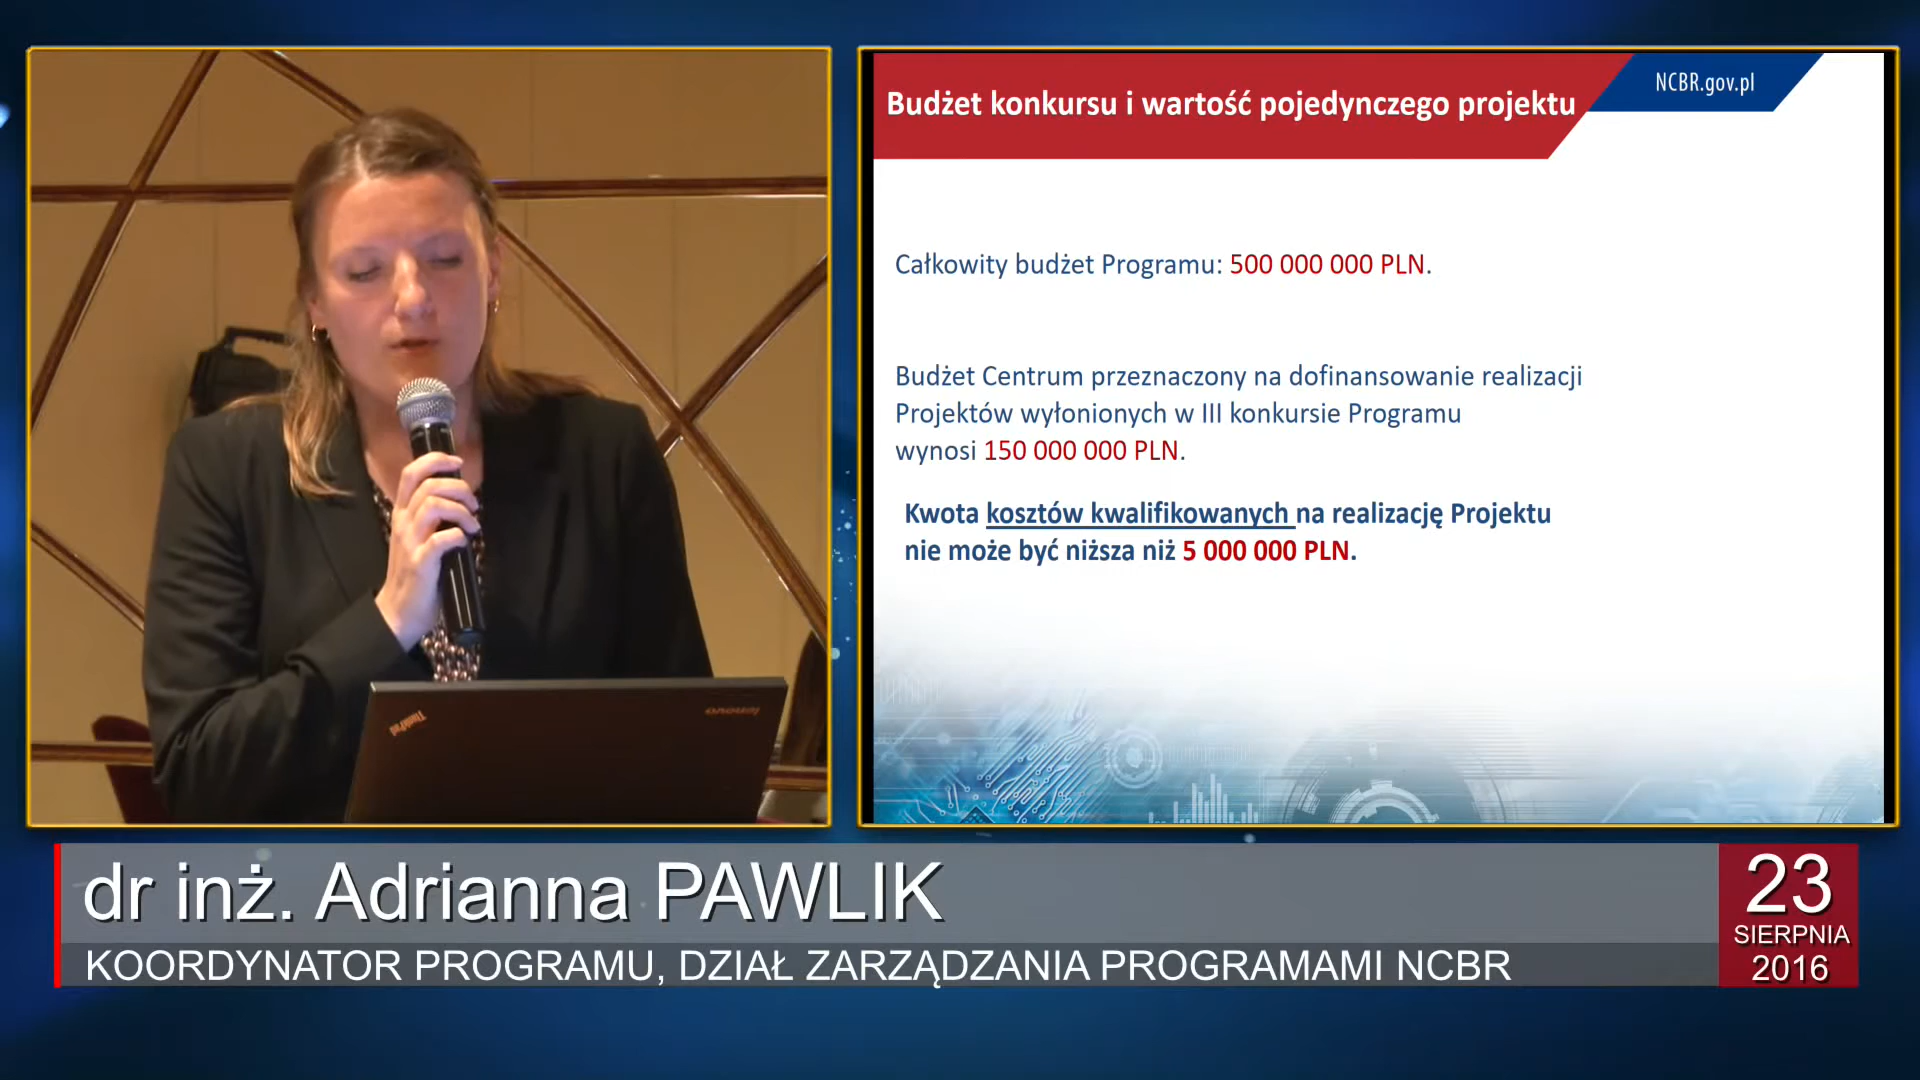 Budżet konkursu i wartość pojedynczego projektu
NCBR.gov.pl
Całkowity budżet Programu: 500 000 000 PLN.
Budżet Centrum przeznaczony na dofinansowanie realizacji
Projektów wyłonionych w III konkursie Programu
wynosi 150 000 000 PLN.
Kwota kosztów kwalifikowanych na realizację Projektu
nie może być niższa niż 5 000 000 PLN.
ThinkPad
lenovo
dr inż. Adrianna PAWLIK
KOORDYNATOR PROGRAMU, DZIAŁ ZARZĄDZANIA PROGRAMAMI NCBR
23
SIERPNIA
2016